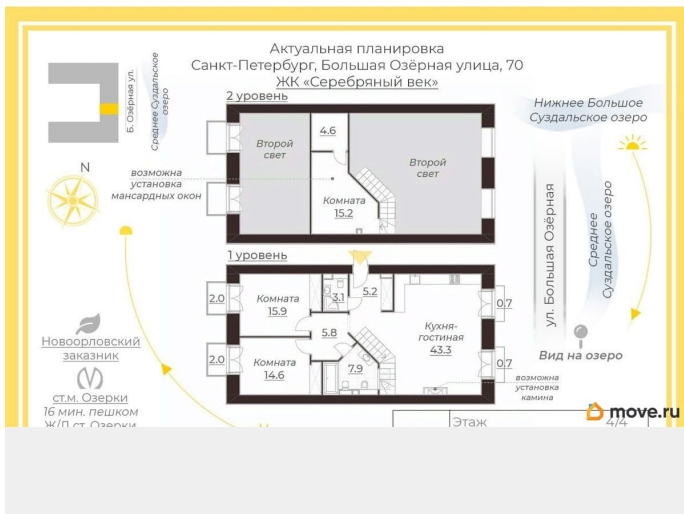 Актуальная планировка
Санкт-Петербург, Большая Озёрная улица, 70
ЖК «Серебряный век»
Б. Озёрная ул.
Среднее Суздальское
озеро
2 уровень
Нижнее Большое
Суздальское озеро
4.6
Второй
свет
Второй
свет
N
возможна
установка
мансардных окон
Комната
15.2
ул. Большая Озёрная
Среднее
Суздальское озеро
1 уровень
2.0
Комната
15.9
3.1
5.2
0.7
5.8
Кухня-
гостиная
43.3
Новоорловский
заказник
2.0
Комната
14.6
7.9
0.7
Вид на озеро
ст.м. Озерки
16 мин. пешком
Ж/Д ст. Озерки
возможна
установка
камина
Этаж
4/4
move.ru